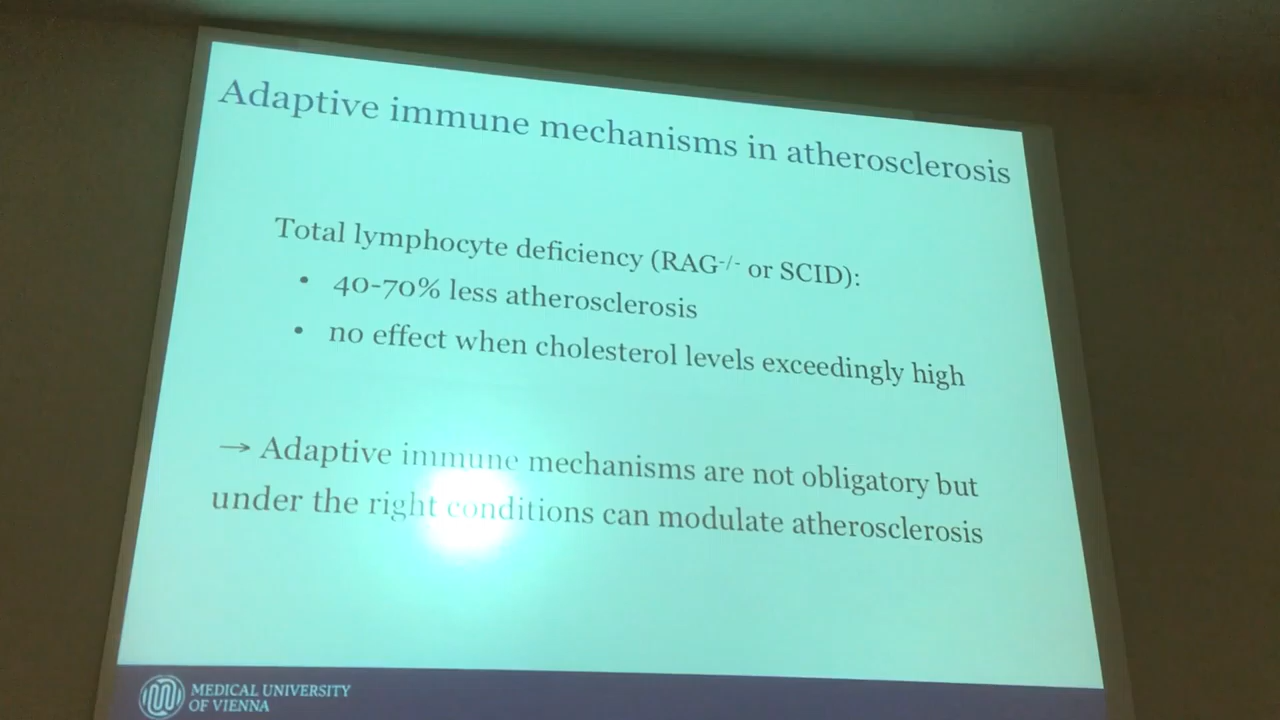 Adaptive immune mechanisms in atherosclerosis
Total lymphocyte deficiency (RAG-/- or SCID):
• 40-70% less atherosclerosis
• no effect when cholesterol levels exceedingly high
→ Adaptive immune mechanisms are not obligatory but
under the right conditions can modulate atherosclerosis
MEDICAL UNIVERSITY
OF VIENNA